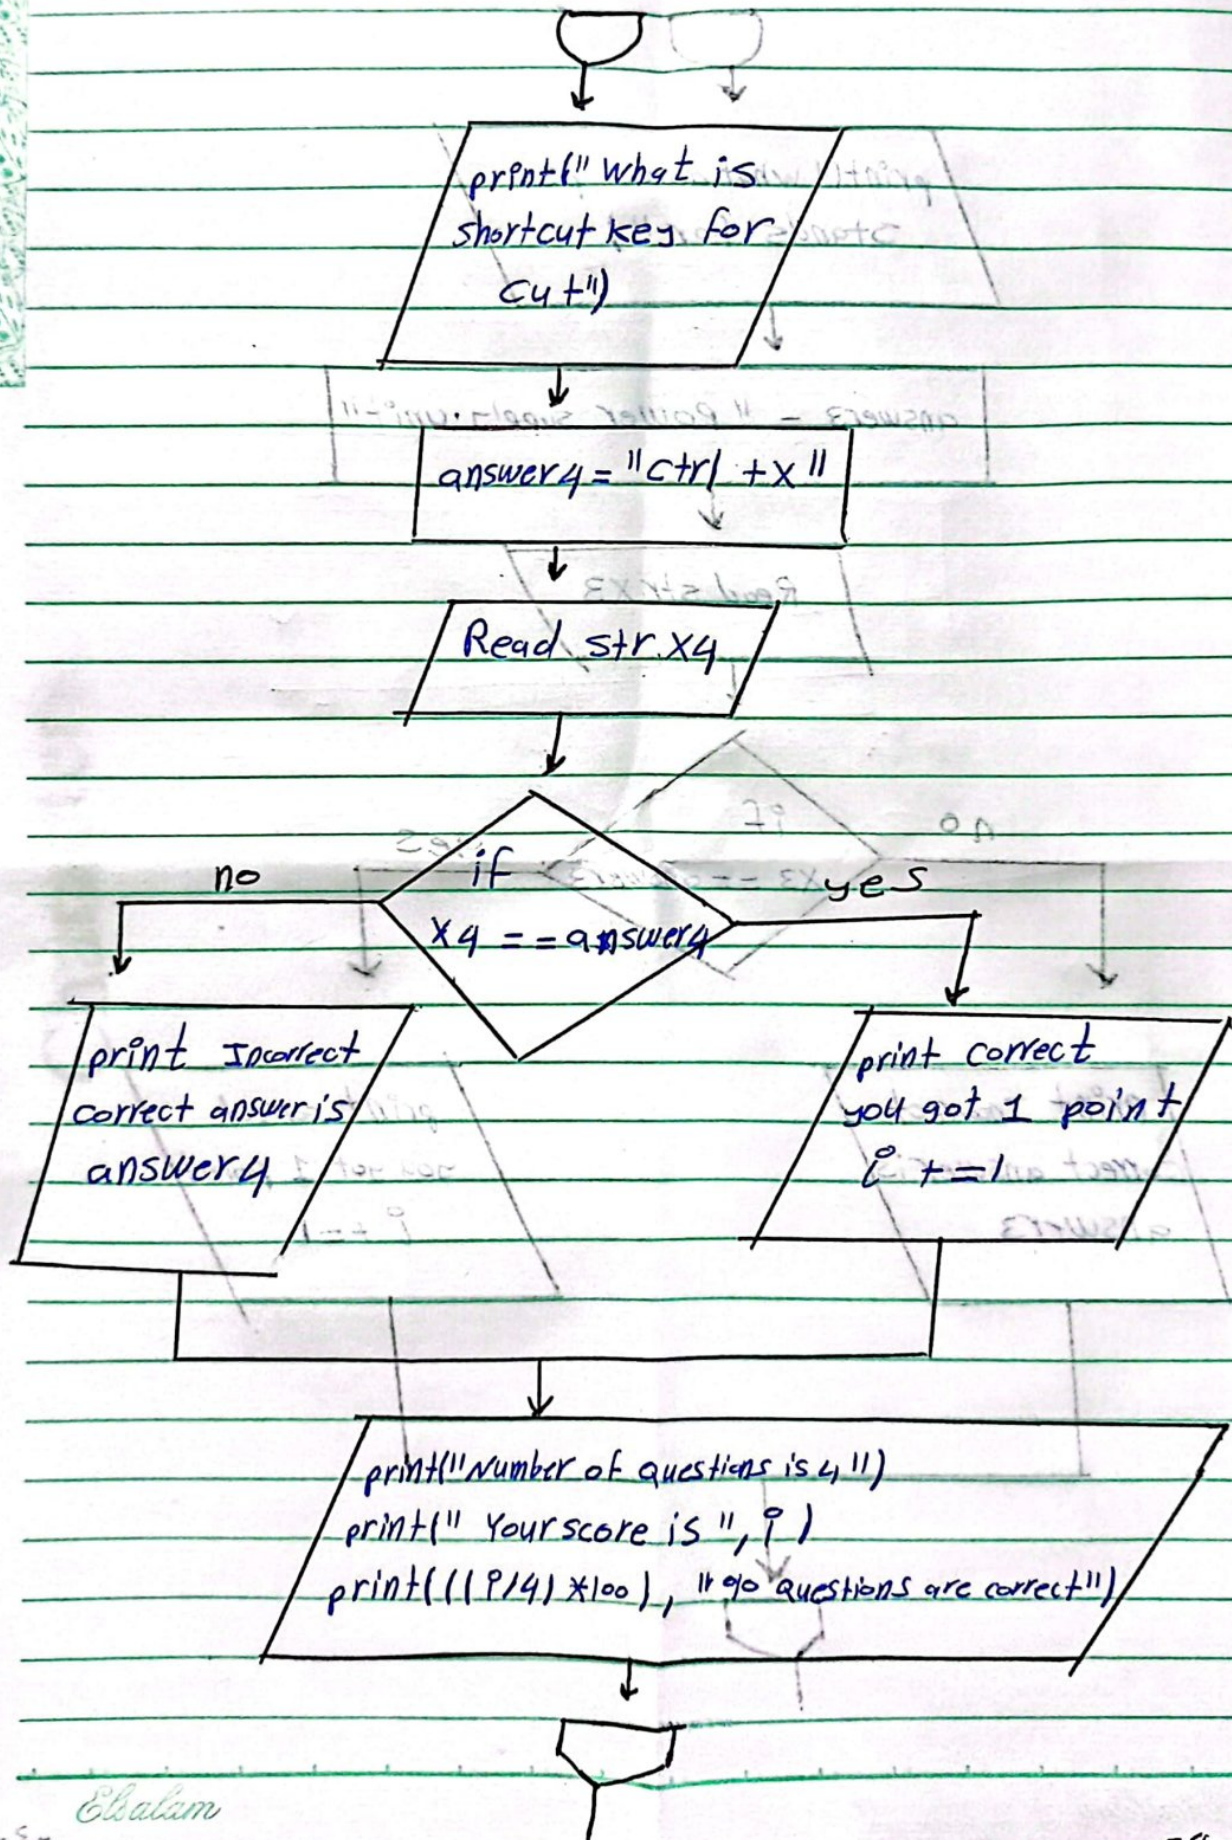 print(" What is
shortcut key for
cut")
answer4 = "ctrl + x"
Read str x4
if
no
yes
x4 == answer4
print Incorrect
correct answer is
answer4
print correct
you got 1 point
i += 1
print("Number of questions is 4")
print(" Your score is ", i )
print(((i/4) *100), "% questions are correct")
Elsalam